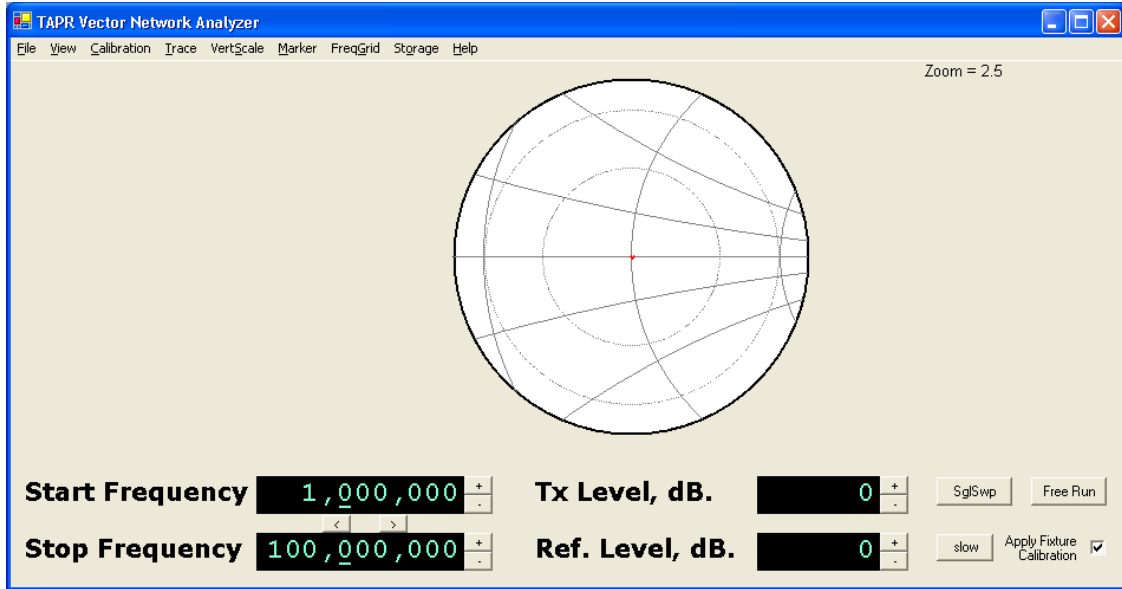 TAPR Vector Network Analyzer
File View Calibration Trace VertScale Marker FreqGrid Storage Help
Zoom = 2.5
Start Frequency 1,000,000 + - Tx Level, dB. 0 + - SglSwp Free Run
< >
Stop Frequency 100,000,000 + - Ref. Level, dB. 0 + - slow Apply Fixture
Calibration